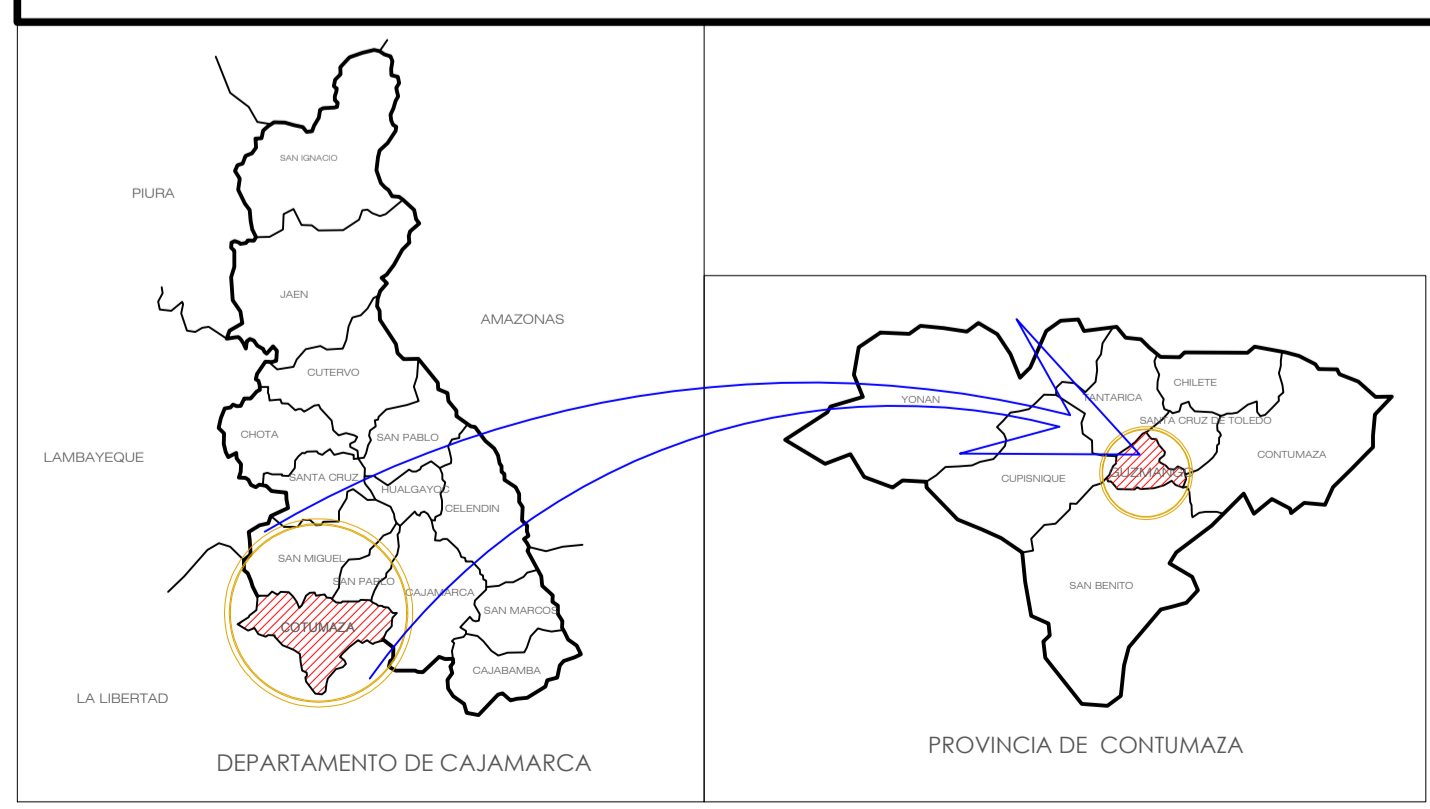 SAN IGNACIO
PIURA
JAEN
AMAZONAS
CUTERVO
CHOTA
SAN PABLO
LAMBAYEQUE
SANTA CRUZ
HUALGAYOC
CELENDIN
SAN MIGUEL
SAN PABLO
CAJAMARCA
SAN MARCOS
COTUMAZA
CAJABAMBA
LA LIBERTAD
DEPARTAMENTO DE CAJAMARCA
CHILETE
YONAN
TANTARICA
SANTA CRUZ DE TOLEDO
CONTUMAZA
GUZMANGO
CUPISNIQUE
SAN BENITO
PROVINCIA DE CONTUMAZA